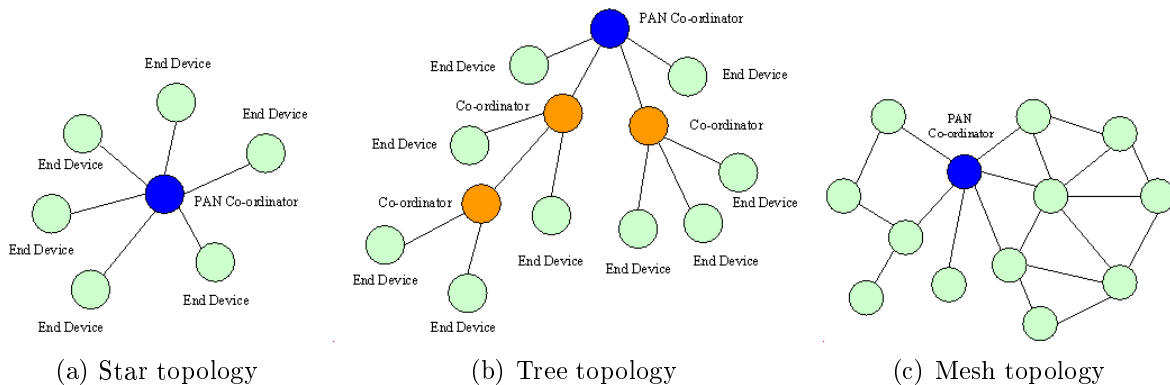 End Device
End Device
End Device
PAN Co-ordinator
End Device
End Device
End Device
(a) Star topology
PAN Co-ordinator
End Device
End Device
Co-ordinator
Co-ordinator
End Device
End Device
Co-ordinator
End Device
End Device
End Device
End Device
End Device
(b) Tree topology
PAN
Co-ordinator
(c) Mesh topology